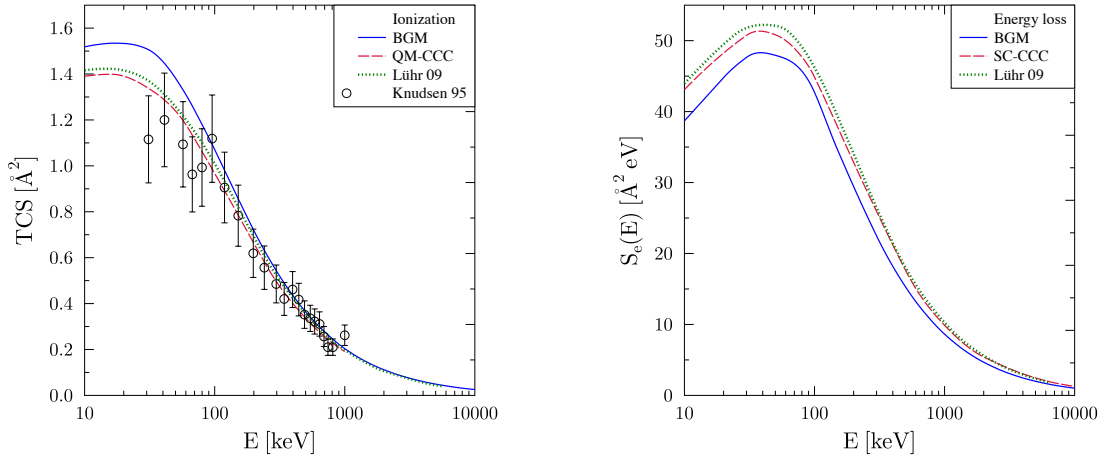 Ionization
BGM
QM-CCC
Lühr 09
Knudsen 95
1.6
1.4
1.2
1.0
0.8
0.6
0.4
0.2
0.0
TCS [Å²]
10
100
1000
10000
E [keV]
Energy loss
BGM
SC-CCC
Lühr 09
50
40
30
20
10
0
Sₑ(E) [Å² eV]
10
100
1000
10000
E [keV]